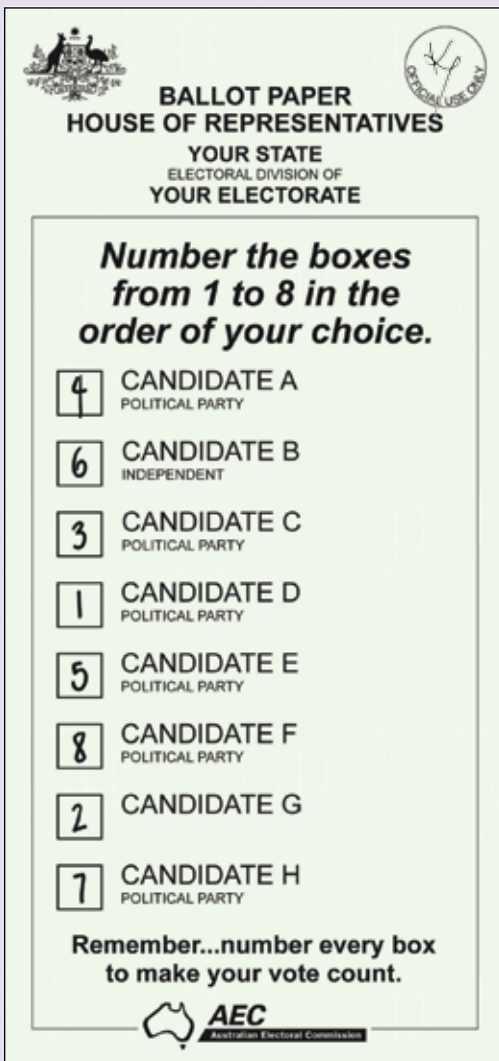 OFFICIAL USE ONLY
BALLOT PAPER
HOUSE OF REPRESENTATIVES
YOUR STATE
ELECTORAL DIVISION OF
YOUR ELECTORATE
Number the boxes
from 1 to 8 in the
order of your choice.
4 CANDIDATE A
POLITICAL PARTY
6 CANDIDATE B
INDEPENDENT
3 CANDIDATE C
POLITICAL PARTY
1 CANDIDATE D
POLITICAL PARTY
5 CANDIDATE E
POLITICAL PARTY
8 CANDIDATE F
POLITICAL PARTY
2 CANDIDATE G
7 CANDIDATE H
POLITICAL PARTY
Remember...number every box
to make your vote count.
AEC
Australian Electoral Commission